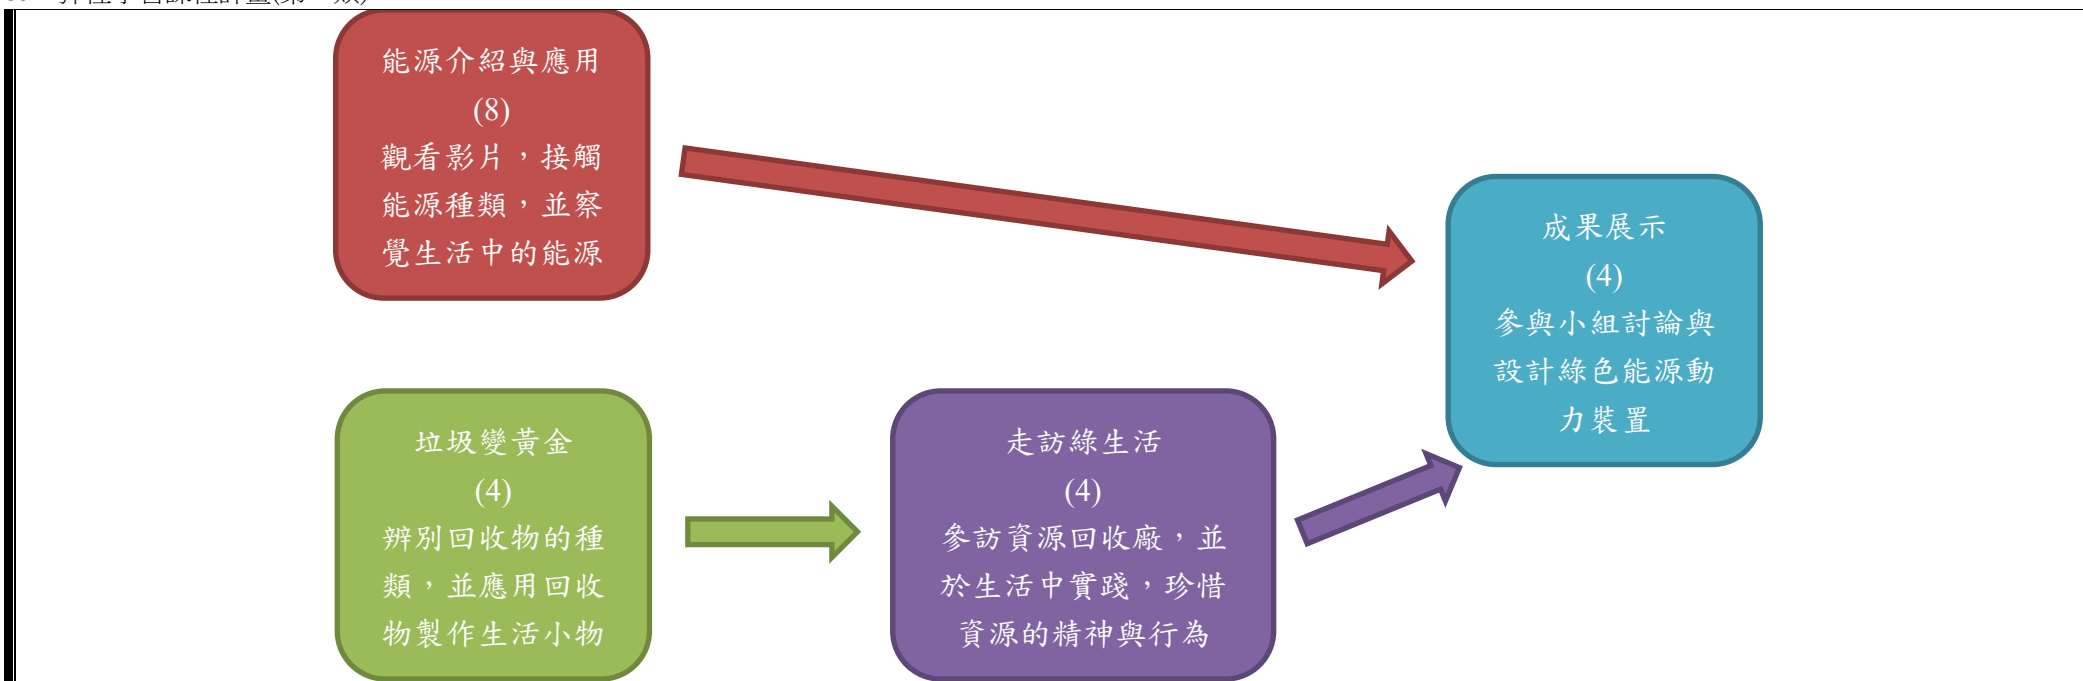 能源介紹與應用
(8)
觀看影片，接觸
能源種類，並察
覺生活中的能源
成果展示
(4)
參與小組討論與
設計綠色能源動
力裝置
垃圾變黃金
(4)
辨別回收物的種
類，並應用回收
物製作生活小物
走訪綠生活
(4)
參訪資源回收廠，並
於生活中實踐，珍惜
資源的精神與行為